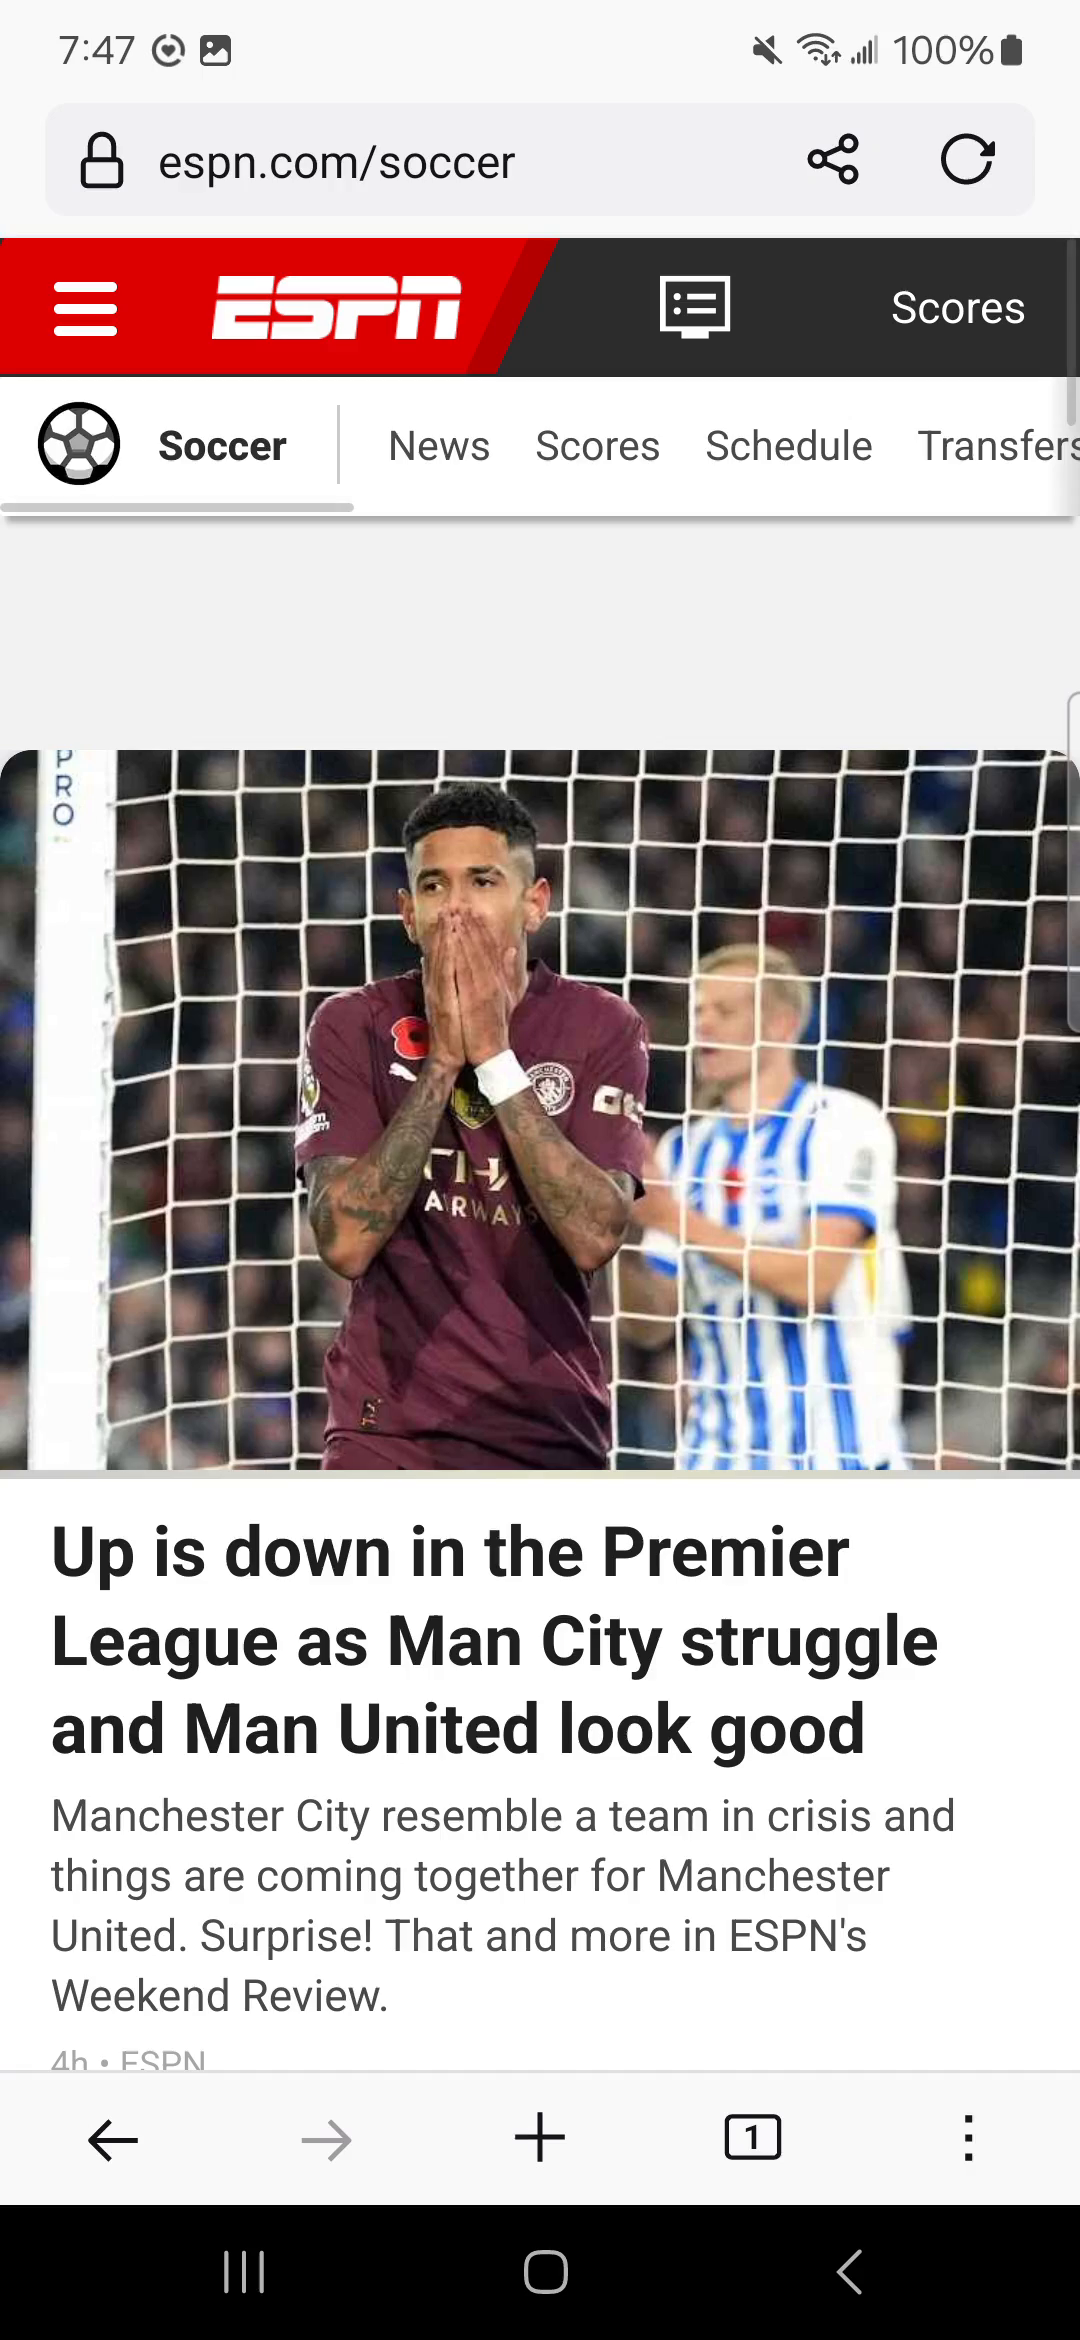 7:47 100%
espn.com/soccer
ESPN Scores
Soccer News Scores Schedule Transfers
PRO
MANCHESTER
AIRWAYS
Up is down in the Premier
League as Man City struggle
and Man United look good
Manchester City resemble a team in crisis and
things are coming together for Manchester
United. Surprise! That and more in ESPN's
Weekend Review.
4h • ESPN
1